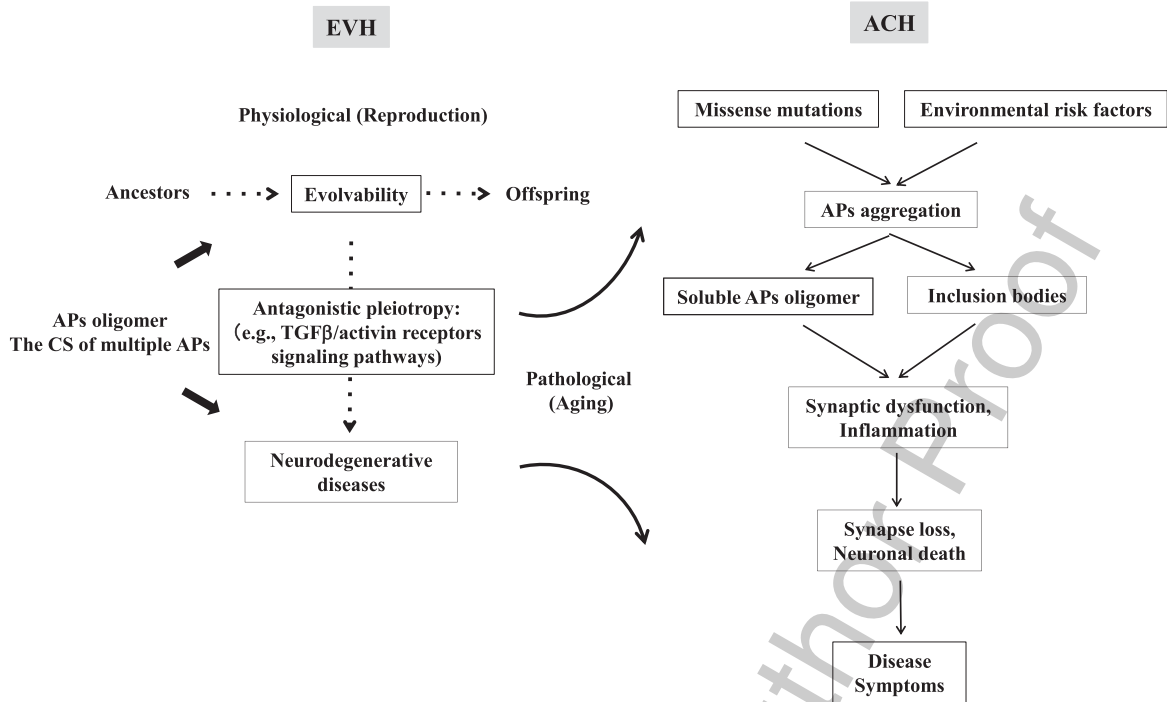 EVH
Physiological (Reproduction)
Ancestors
Evolvability
Offspring
APs oligomer
The CS of multiple APs
Antagonistic pleiotropy:
(e.g., TGFβ/activin receptors
signaling pathways)
Pathological
(Aging)
Neurodegenerative
diseases
ACH
Missense mutations
Environmental risk factors
APs aggregation
Soluble APs oligomer
Inclusion bodies
Synaptic dysfunction,
Inflammation
Synapse loss,
Neuronal death
Disease
Symptoms
thor Proof